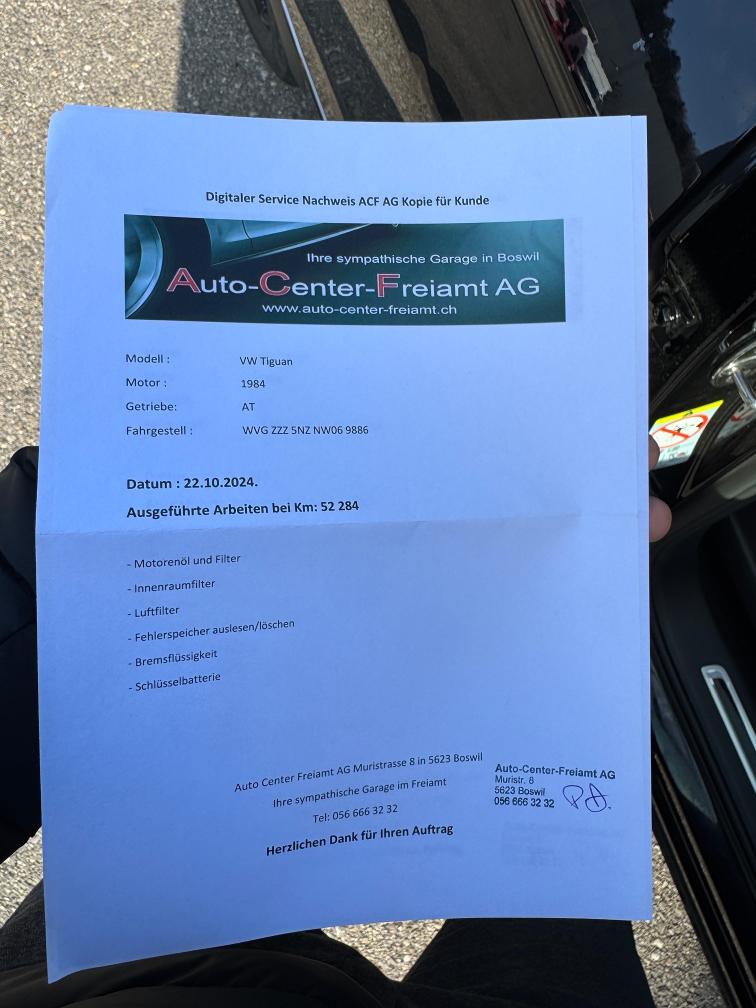 Digitaler Service Nachweis ACF AG Kopie für Kunde
Ihre sympathische Garage in Boswil
Auto-Center-Freiamt AG
www.auto-center-freiamt.ch
Modell : VW Tiguan
Motor : 1984
Getriebe: AT
Fahrgestell : WVG ZZZ 5NZ NW06 9886
Datum : 22.10.2024.
Ausgeführte Arbeiten bei Km: 52 284
- Motorenöl und Filter
- Innenraumfilter
- Luftfilter
- Fehlerspeicher auslesen/löschen
- Bremsflüssigkeit
- Schlüsselbatterie
Auto Center Freiamt AG Muristrasse 8 in 5623 Boswil
Ihre sympathische Garage im Freiamt
Tel: 056 666 32 32
Herzlichen Dank für Ihren Auftrag
Auto-Center-Freiamt AG
Muristr. 8
5623 Boswil
056 666 32 32